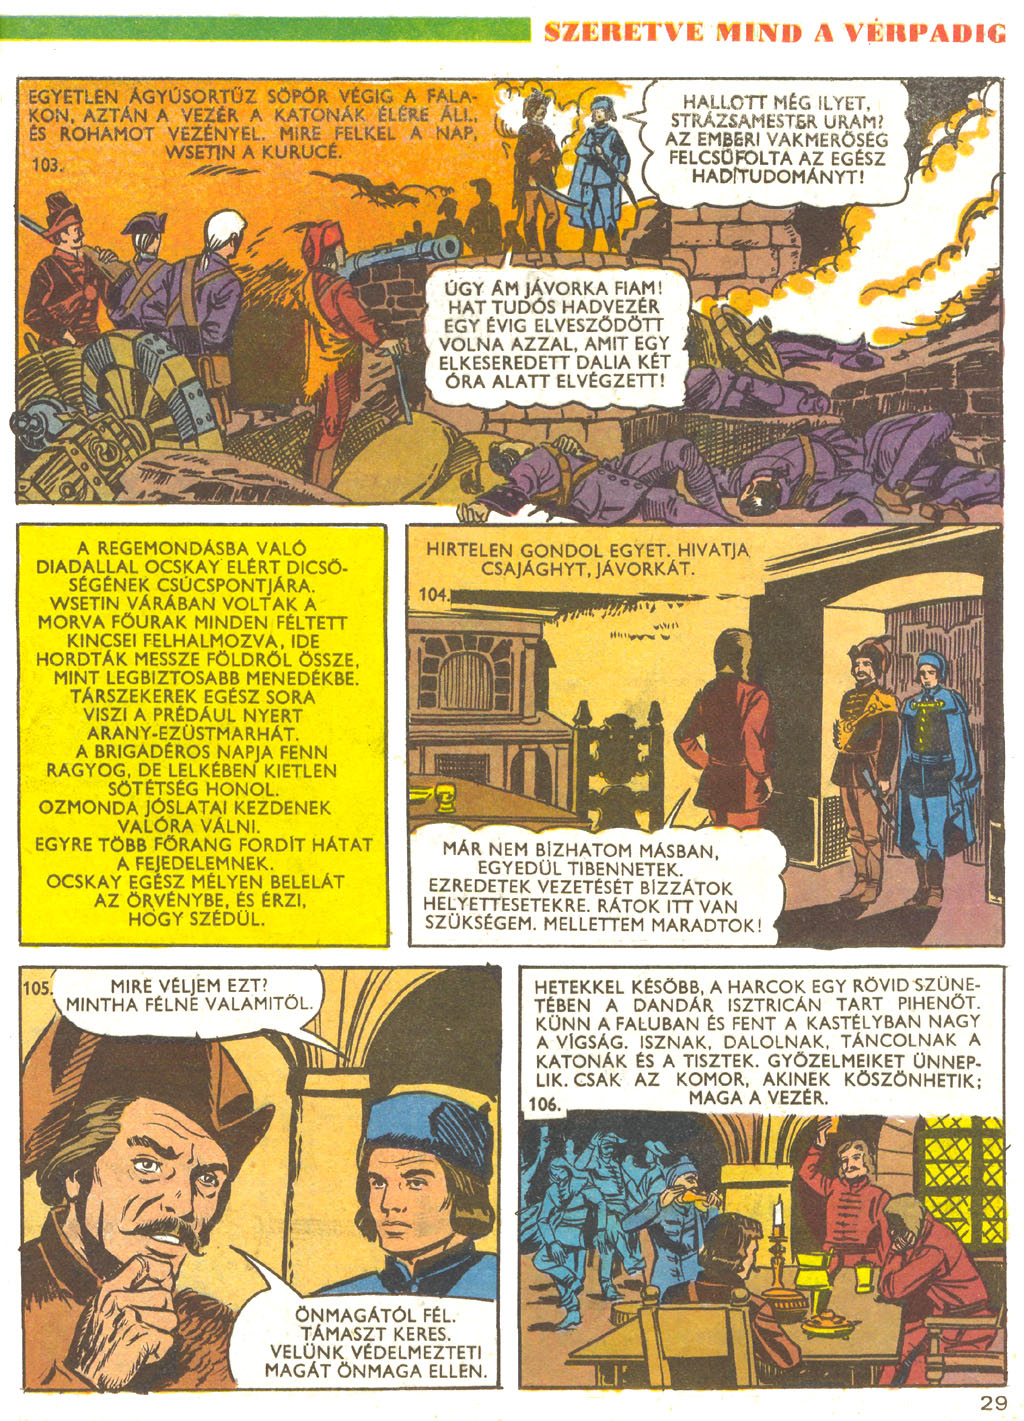 SZERETVE MIND A VÉRPADIG
EGYETLEN ÁGYÚSORTŰZ SÖPÖR VÉGIG A FALA-
KON, AZTÁN A VEZÉR A KATONÁK ÉLÉRE ÁLL,
ÉS ROHAMOT VEZÉNYEL. MIRE FELKEL A NAP,
WSETIN A KURUCÉ.
103.
HALLOTT MÉG ILYET,
STRÁZSAMESTER URAM?
AZ EMBERI VAKMERŐSÉG
FELCSÚFOLTA AZ EGÉSZ
HADITUDOMÁNYT!
ÚGY ÁM JÁVORKA FIAM!
HAT TUDÓS HADVEZÉR
EGY ÉVIG ELVESZŐDÖTT
VOLNA AZZAL, AMIT EGY
ELKESEREDETT DALIA KÉT
ÓRA ALATT ELVÉGZETT!
A REGEMONDÁSBA VALÓ
DIADALLAL OCSKAY ELÉRT DICSŐ-
SÉGÉNEK CSÚCSPONTJÁRA.
WSETIN VÁRÁBAN VOLTAK A
MORVA FŐURAK MINDEN FÉLTETT
KINCSEI FELHALMOZVA, IDE
HORDTÁK MESSZE FÖLDRŐL ÖSSZE,
MINT LEGBIZTOSABB MENEDÉKBE.
TÁRSZEKEREK EGÉSZ SORA
VISZI A PRÉDÁUL NYERT
ARANY-EZÜSTMARHÁT.
A BRIGADÉROS NAPJA FENN
RAGYOG, DE LELKÉBEN KIETLEN
SÖTÉTSÉG HONOL.
OZMONDA JÓSLATAI KEZDENEK
VALÓRA VÁLNI.
EGYRE TÖBB FŐRANG FORDÍT HÁTAT
A FEJEDELEMNEK.
OCSKAY EGÉSZ MÉLYEN BELELÁT
AZ ÖRVÉNYBE, ÉS ÉRZI,
HOGY SZÉDÜL.
HIRTELEN GONDOL EGYET. HIVATJA
CSAJÁGHYT, JÁVORKÁT.
104.
MÁR NEM BÍZHATOM MÁSBAN,
EGYEDÜL TIBENNETEK.
EZREDETEK VEZETÉSÉT BÍZZÁTOK
HELYETTESETEKRE. RÁTOK ITT VAN
SZÜKSÉGEM. MELLETTEM MARADTOK!
105.
MIRE VÉLJEM EZT?
MINTHA FÉLNE VALAMITŐL.
ÖNMAGÁTÓL FÉL.
TÁMASZT KERES.
VELÜNK VÉDELMEZTETI
MAGÁT ÖNMAGA ELLEN.
HETEKKEL KÉSŐBB, A HARCOK EGY RÖVID SZÜNE-
TÉBEN A DANDÁR ISZTRICÁN TART PIHENŐT.
KÜNN A FALUBAN ÉS FENT A KASTÉLYBAN NAGY
A VÍGSÁG. ISZNAK, DALOLNAK, TÁNCOLNAK A
KATONÁK ÉS A TISZTEK. GYŐZELMEIKET ÜNNEP-
LIK. CSAK AZ KOMOR, AKINEK KÖSZÖNHETIK;
MAGA A VEZÉR.
106.
29